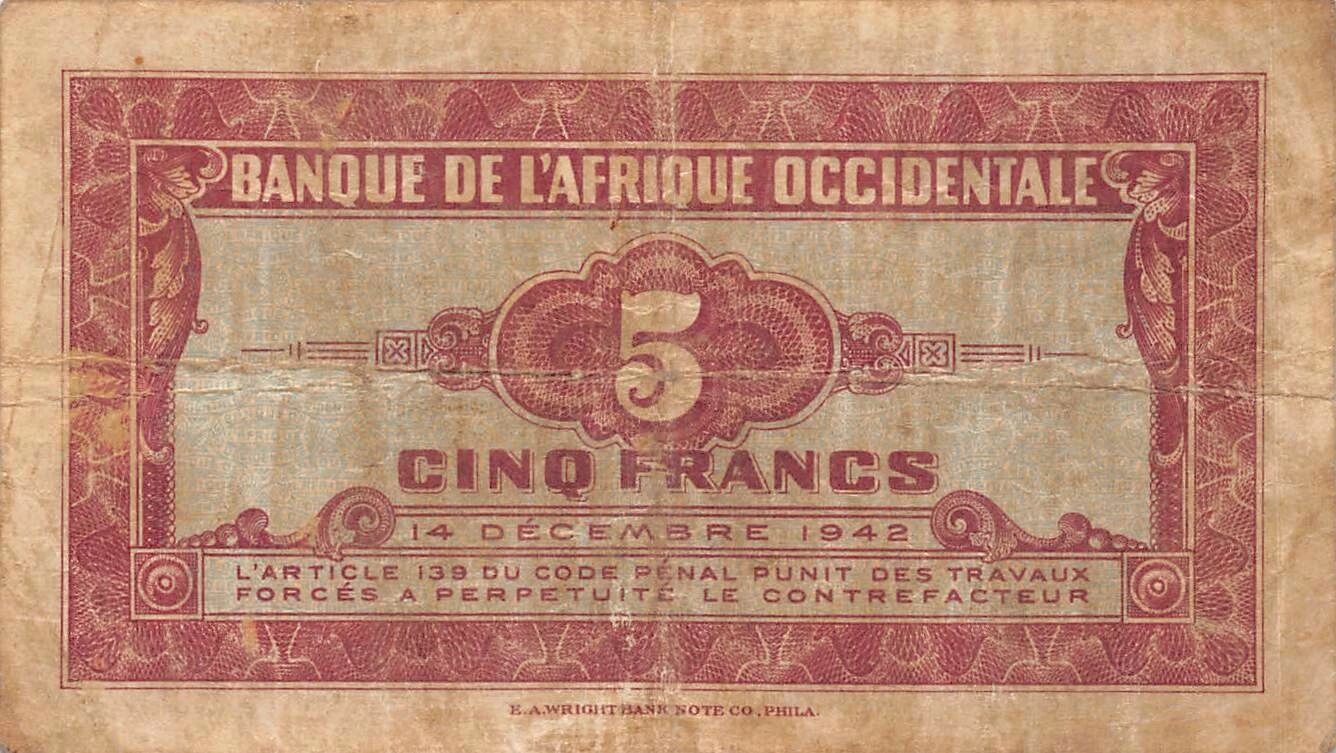 BANQUE DE L'AFRIQUE OCCIDENTALE
5
CINQ FRANCS
14 DÉCEMBRE 1942
L'ARTICLE 139 DU CODE PÉNAL PUNIT DES TRAVAUX
FORCÉS A PERPETUITÉ LE CONTREFACTEUR
E.A.WRIGHT BANK NOTE CO., PHILA.